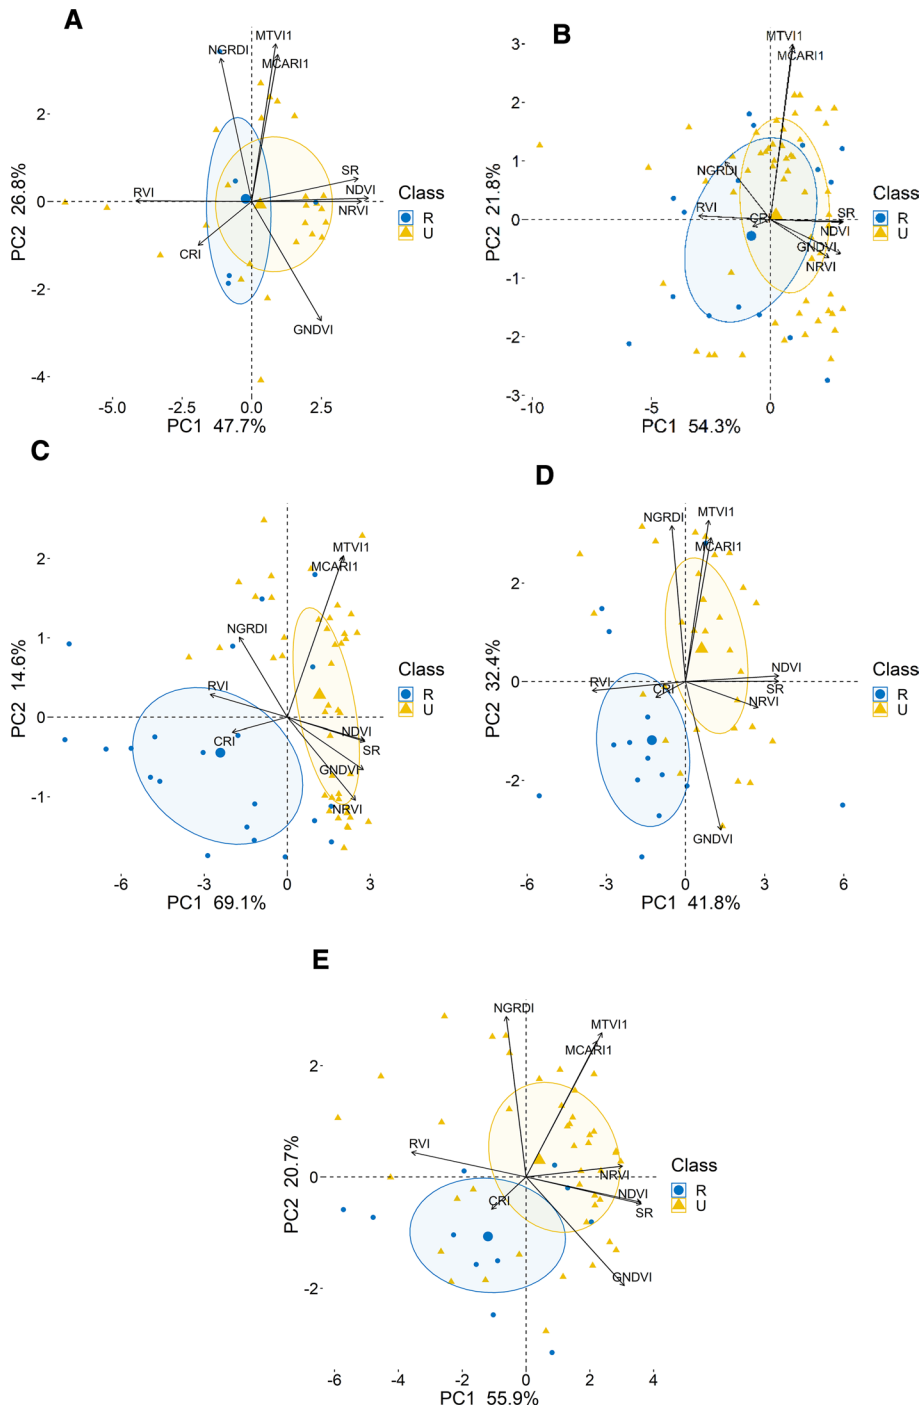 A
MTVI1
NGRDI
MCARI1
2
SR
RVI
NDVI
0
NRVI
CRI
-2
GNDVI
-4
PC2 26.8%
-5.0
-2.5
0.0
2.5
PC1 47.7%
Class
R
U
B
MTVI1
3
MCARI1
2
1
NGRDI
RVI
CRI
SR
0
NDVI
GNDVI
NRVI
-1
-2
-3
PC2 21.8%
-10
-5
0
PC1 54.3%
Class
R
U
C
2
MTVI1
MCARI1
1
NGRDI
RVI
0
CRI
NDVI
SR
GNDVI
-1
NRVI
PC2 14.6%
-6
-3
0
3
PC1 69.1%
Class
R
U
D
NGRDI
MTVI1
MCARI1
2
NDVI
RVI
CRI
SR
0
NRVI
-2
GNDVI
PC2 32.4%
-6
-3
0
3
6
PC1 41.8%
Class
R
U
E
NGRDI
MTVI1
MCARI1
2
RVI
NRVI
0
CRI
NDVI
SR
GNDVI
-2
PC2 20.7%
-6
-4
-2
0
2
4
PC1 55.9%
Class
R
U